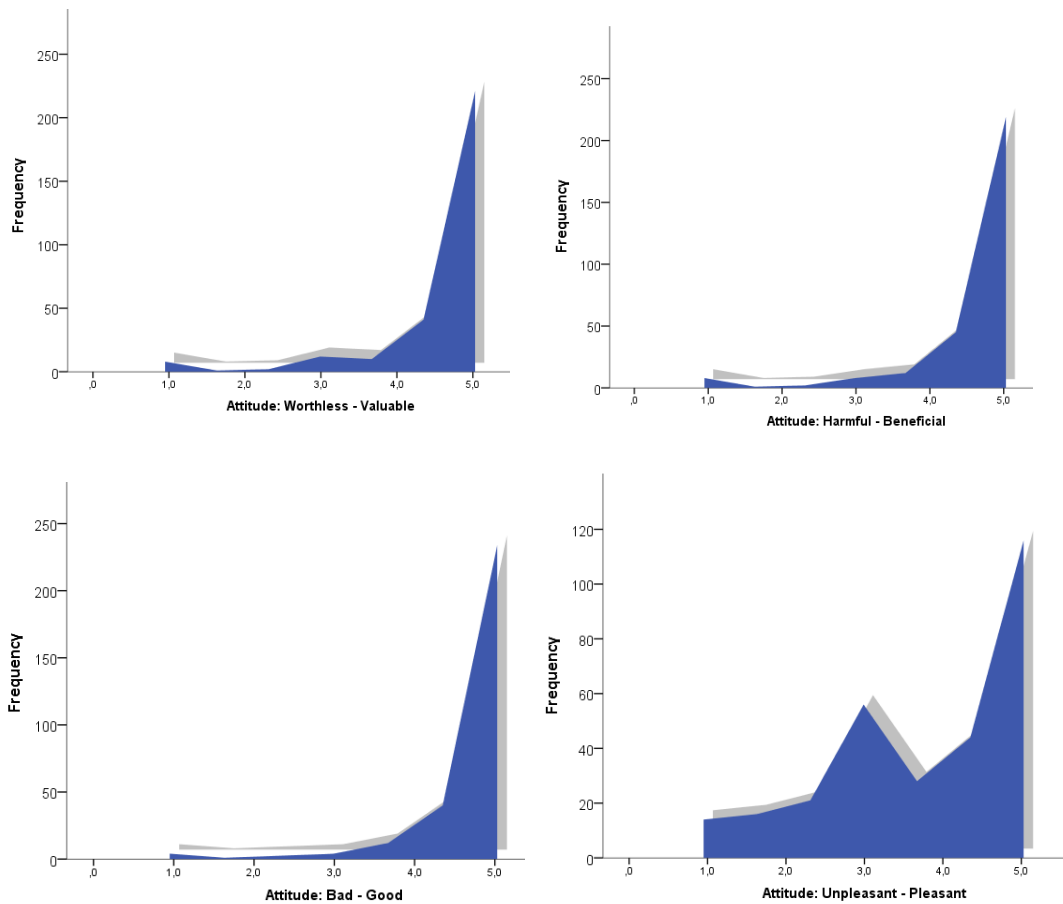 250
200
150
100
50
0
Frequency
,0 1,0 2,0 3,0 4,0 5,0
Attitude: Worthless - Valuable
250
200
150
100
50
0
Frequency
,0 1,0 2,0 3,0 4,0 5,0
Attitude: Harmful - Beneficial
250
200
150
100
50
0
Frequency
,0 1,0 2,0 3,0 4,0 5,0
Attitude: Bad - Good
120
100
80
60
40
20
0
Frequency
,0 1,0 2,0 3,0 4,0 5,0
Attitude: Unpleasant - Pleasant